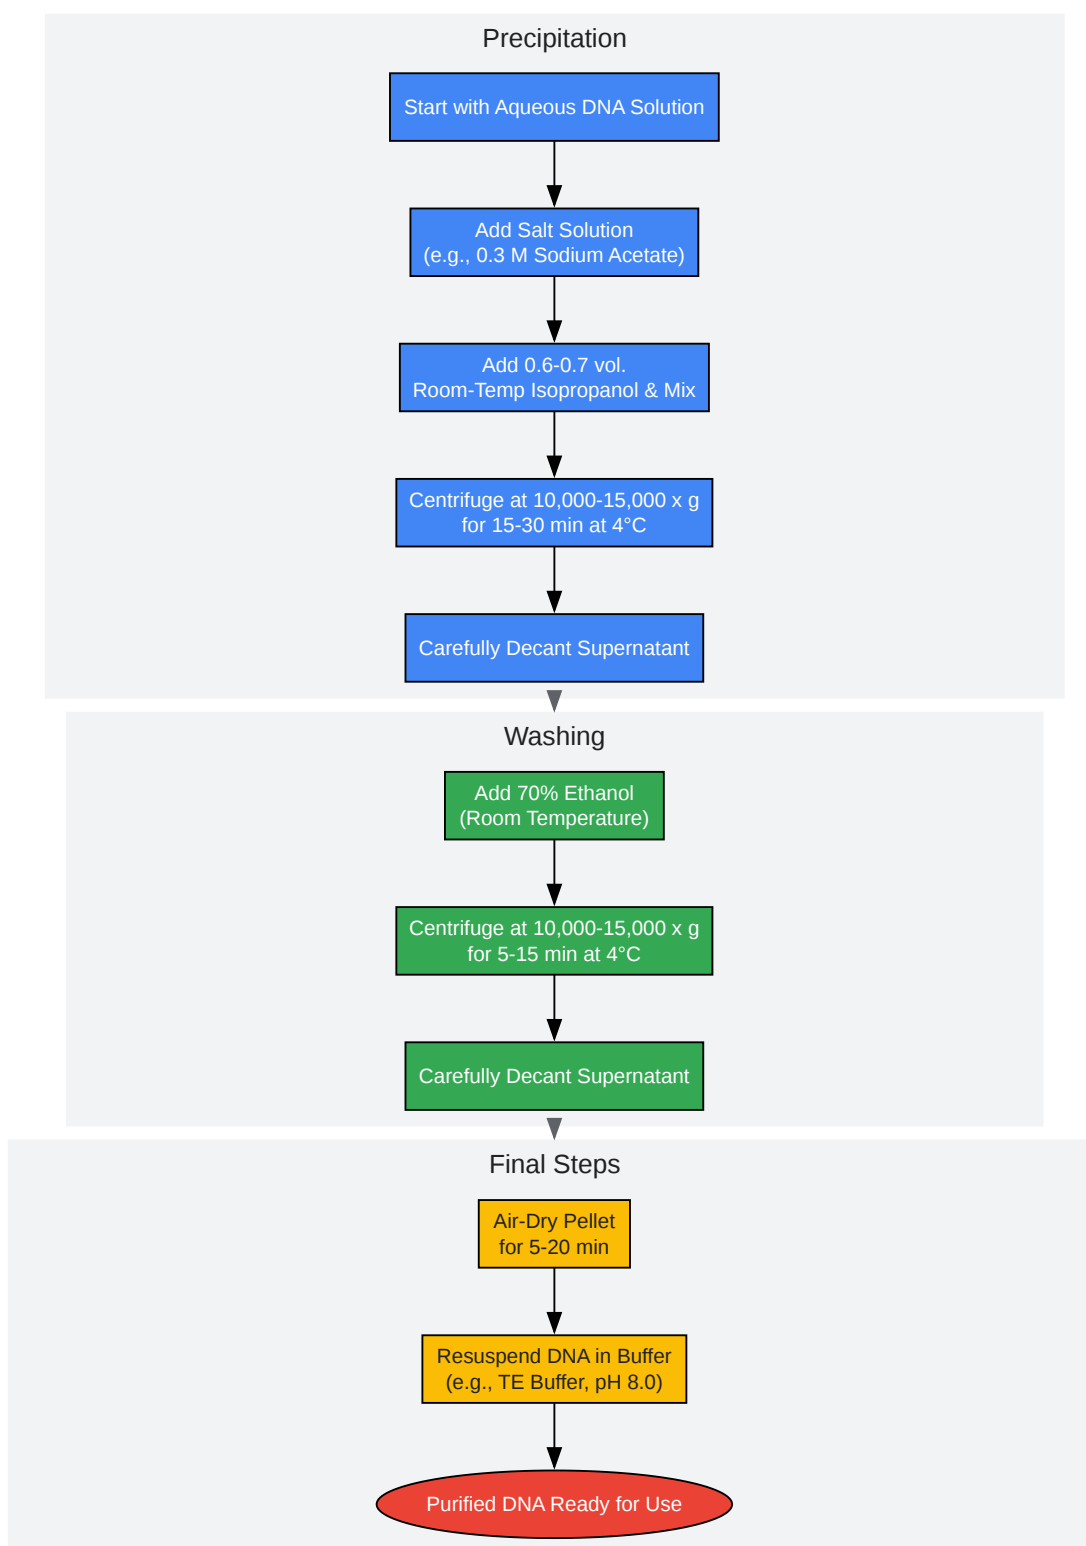 Precipitation
Start with Aqueous DNA Solution
Add Salt Solution
(e.g., 0.3 M Sodium Acetate)
Add 0.6-0.7 vol.
Room-Temp Isopropanol & Mix
Centrifuge at 10,000-15,000 x g
for 15-30 min at 4°C
Carefully Decant Supernatant
Washing
Add 70% Ethanol
(Room Temperature)
Centrifuge at 10,000-15,000 x g
for 5-15 min at 4°C
Carefully Decant Supernatant
Final Steps
Air-Dry Pellet
for 5-20 min
Resuspend DNA in Buffer
(e.g., TE Buffer, pH 8.0)
Purified DNA Ready for Use